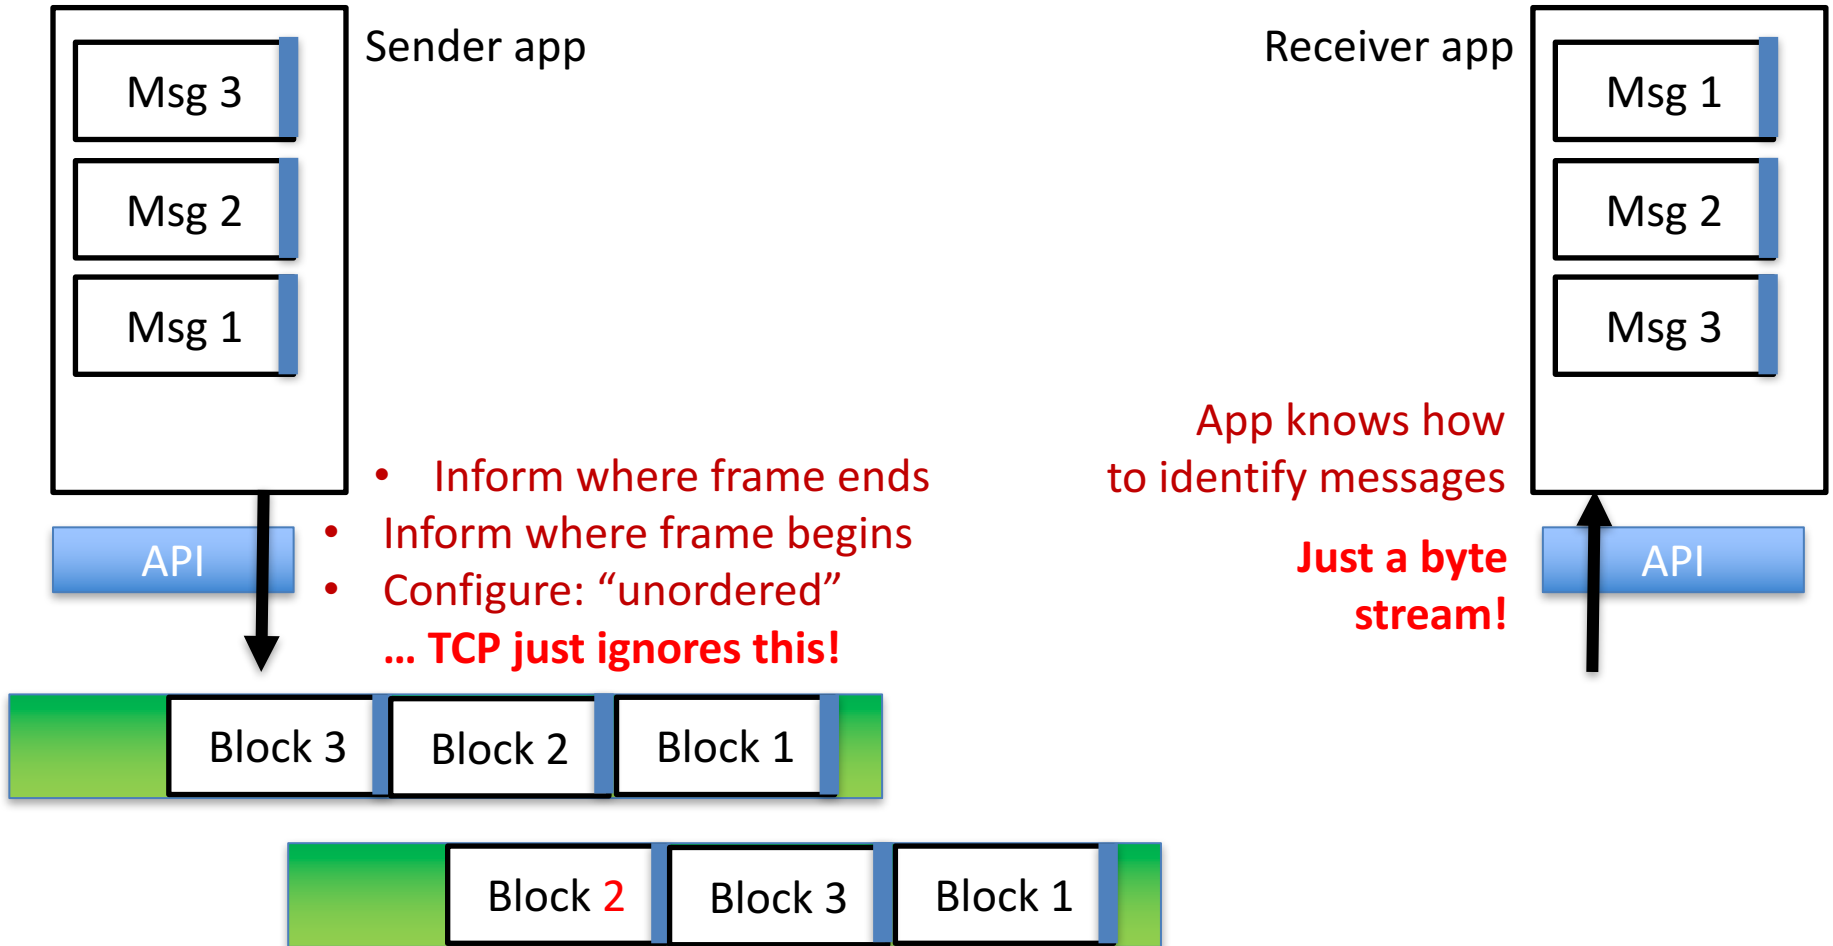 Sender app
Msg 3
Msg 2
Msg 1
API
• Inform where frame ends
• Inform where frame begins
• Configure: “unordered”
... TCP just ignores this!
Receiver app
Msg 1
Msg 2
Msg 3
App knows how
to identify messages
Just a byte
stream!
API
Block 3 Block 2 Block 1
Block 2 Block 3 Block 1